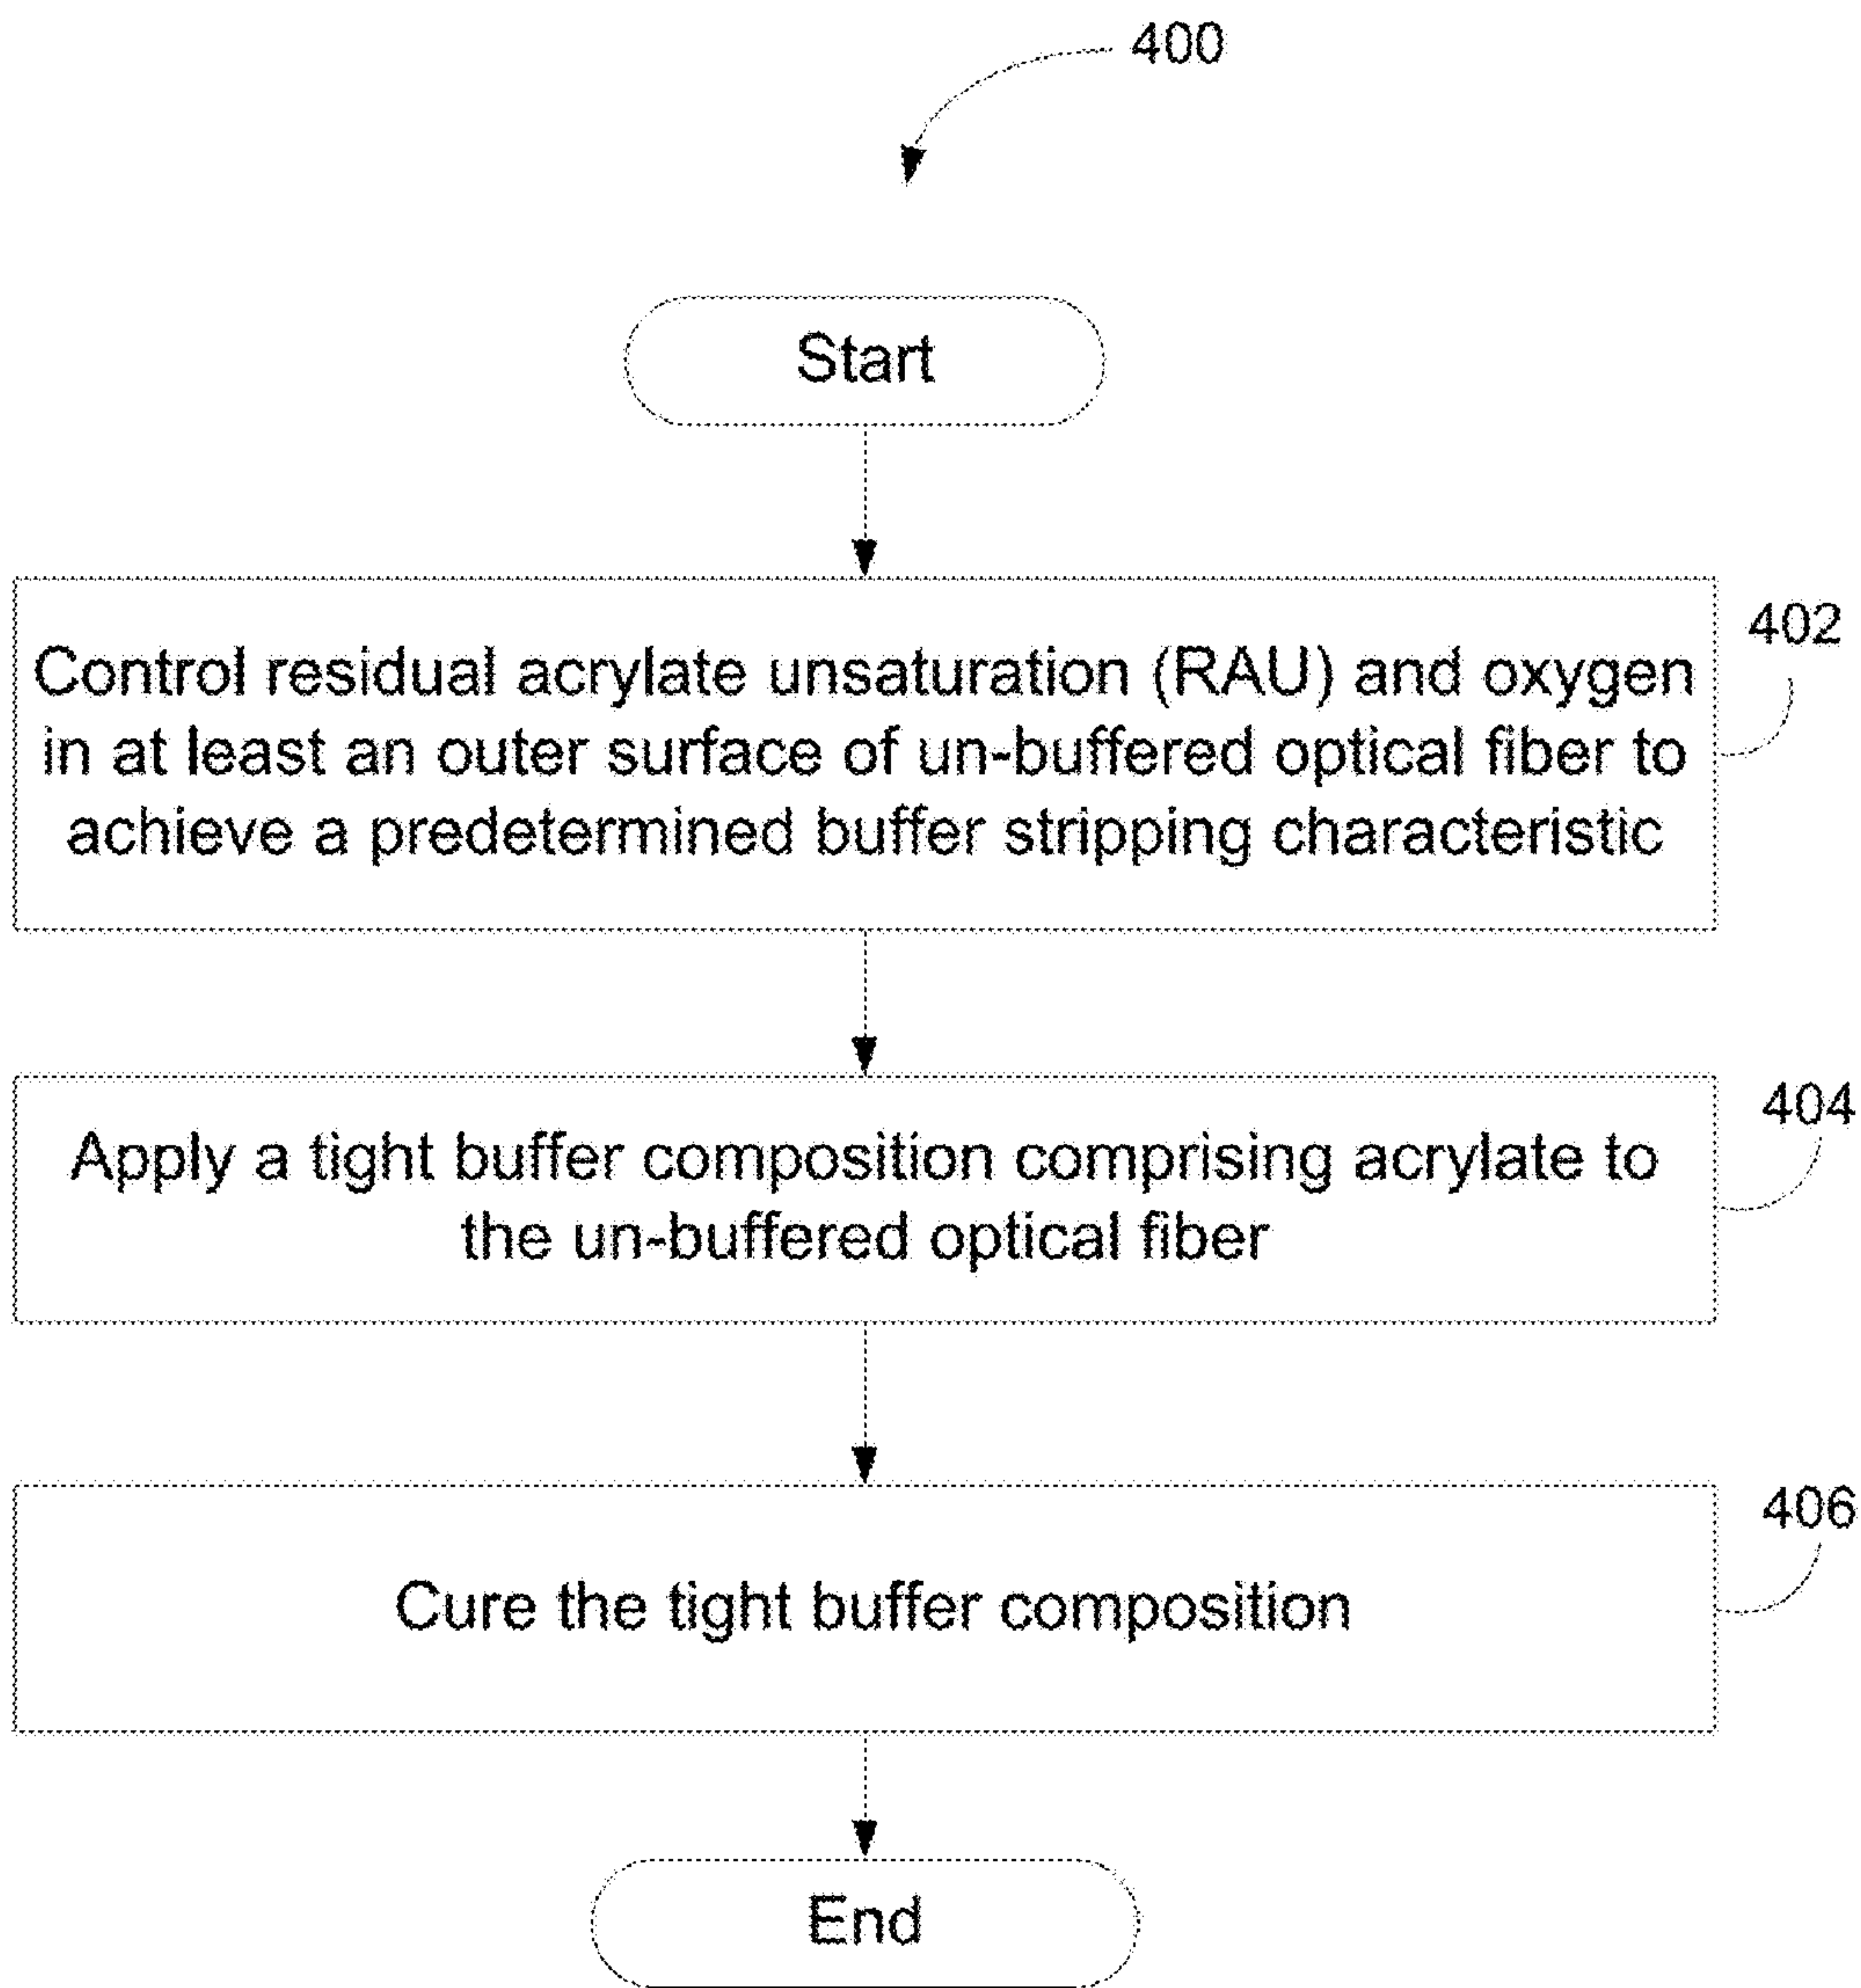 400
Start
402
Control residual acrylate unsaturation (RAU) and oxygen
in at least an outer surface of un-buffered optical fiber to
achieve a predetermined buffer stripping characteristic
404
Apply a tight buffer composition comprising acrylate to
the un-buffered optical fiber
406
Cure the tight buffer composition
End